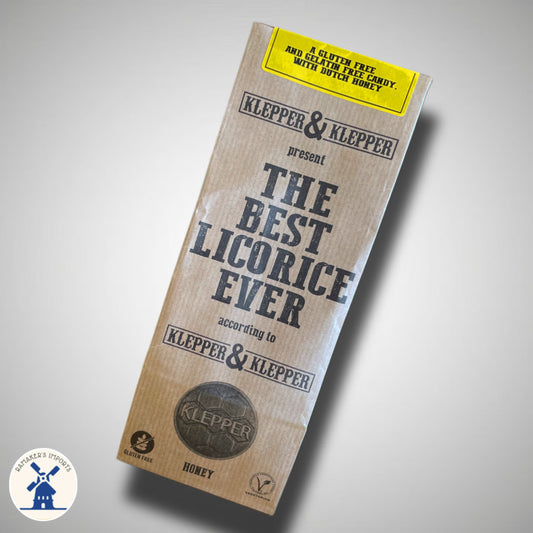 A GLUTEN FREE
AND GELATIN FREE CANDY,
WITH DUTCH HONEY
KLEPPER & KLEPPER
present
THE
BEST
LICORICE
EVER
according to
KLEPPER & KLEPPER
KLEPPER
GLUTEN FREE
HONEY
VEGETARIAN
RAMAKER'S IMPORTS